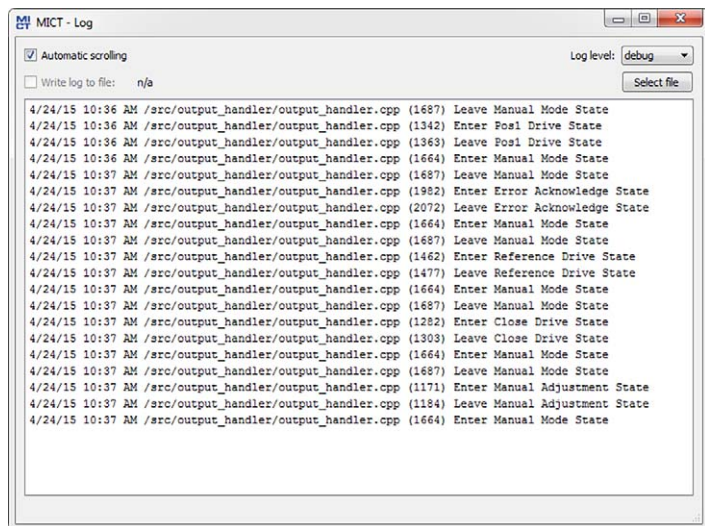 MICT MICT - Log
Automatic scrolling Log level: debug
Write log to file: n/a Select file
4/24/15 10:36 AM /src/output_handler/output_handler.cpp (1687) Leave Manual Mode State
4/24/15 10:36 AM /src/output_handler/output_handler.cpp (1342) Enter Pos1 Drive State
4/24/15 10:36 AM /src/output_handler/output_handler.cpp (1363) Leave Pos1 Drive State
4/24/15 10:36 AM /src/output_handler/output_handler.cpp (1664) Enter Manual Mode State
4/24/15 10:37 AM /src/output_handler/output_handler.cpp (1687) Leave Manual Mode State
4/24/15 10:37 AM /src/output_handler/output_handler.cpp (1982) Enter Error Acknowledge State
4/24/15 10:37 AM /src/output_handler/output_handler.cpp (2072) Leave Error Acknowledge State
4/24/15 10:37 AM /src/output_handler/output_handler.cpp (1664) Enter Manual Mode State
4/24/15 10:37 AM /src/output_handler/output_handler.cpp (1687) Leave Manual Mode State
4/24/15 10:37 AM /src/output_handler/output_handler.cpp (1462) Enter Reference Drive State
4/24/15 10:37 AM /src/output_handler/output_handler.cpp (1477) Leave Reference Drive State
4/24/15 10:37 AM /src/output_handler/output_handler.cpp (1664) Enter Manual Mode State
4/24/15 10:37 AM /src/output_handler/output_handler.cpp (1687) Leave Manual Mode State
4/24/15 10:37 AM /src/output_handler/output_handler.cpp (1282) Enter Close Drive State
4/24/15 10:37 AM /src/output_handler/output_handler.cpp (1303) Leave Close Drive State
4/24/15 10:37 AM /src/output_handler/output_handler.cpp (1664) Enter Manual Mode State
4/24/15 10:37 AM /src/output_handler/output_handler.cpp (1687) Leave Manual Mode State
4/24/15 10:37 AM /src/output_handler/output_handler.cpp (1171) Enter Manual Adjustment State
4/24/15 10:37 AM /src/output_handler/output_handler.cpp (1184) Leave Manual Adjustment State
4/24/15 10:37 AM /src/output_handler/output_handler.cpp (1664) Enter Manual Mode State